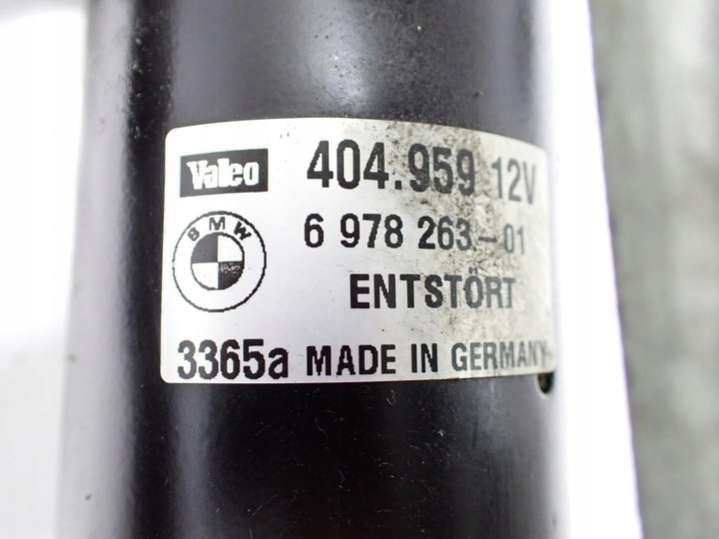 Valeo 404.959 12V
BMW 6 978 263-01
ENTSTÖRT
3365a MADE IN GERMANY